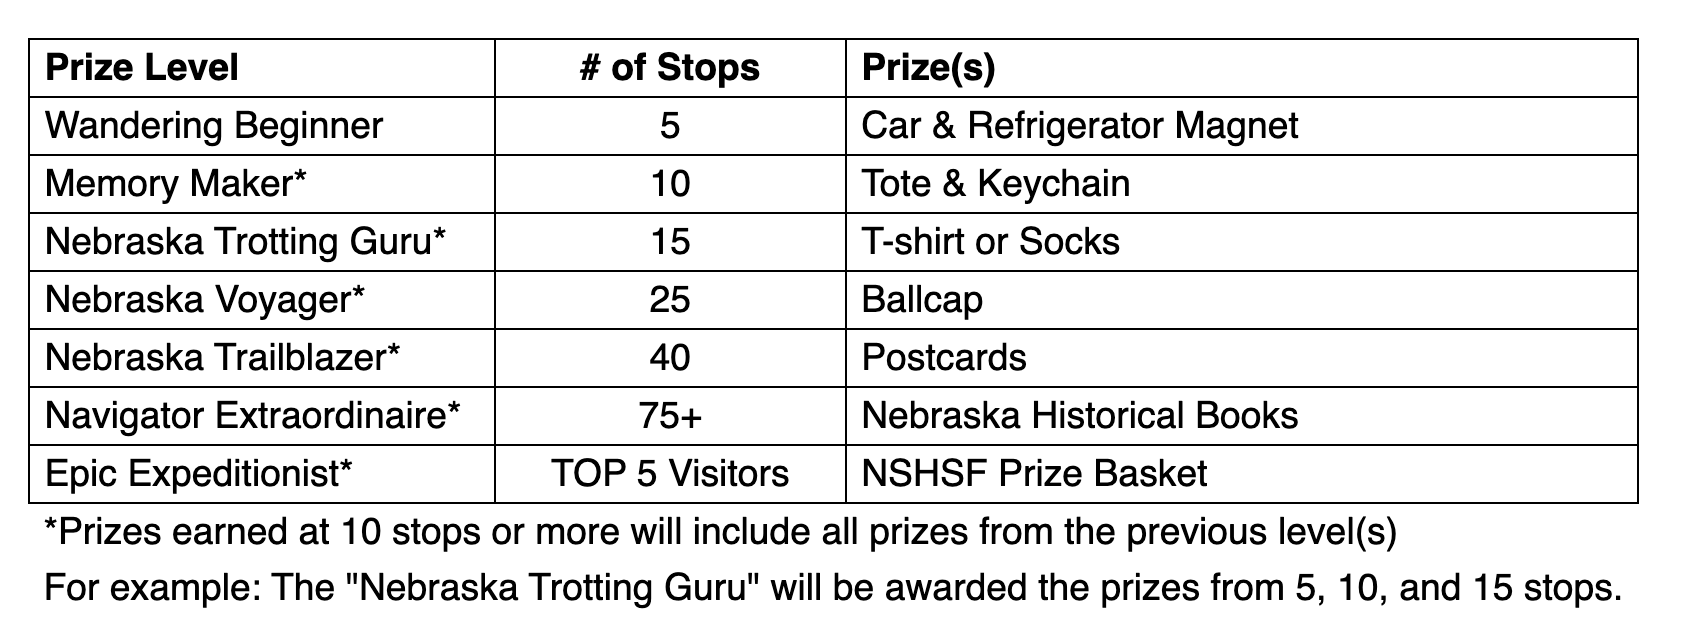 Prize Level # of Stops Prize(s)
Wandering Beginner 5 Car & Refrigerator Magnet
Memory Maker* 10 Tote & Keychain
Nebraska Trotting Guru* 15 T-shirt or Socks
Nebraska Voyager* 25 Ballcap
Nebraska Trailblazer* 40 Postcards
Navigator Extraordinaire* 75+ Nebraska Historical Books
Epic Expeditionist* TOP 5 Visitors NSHSF Prize Basket
*Prizes earned at 10 stops or more will include all prizes from the previous level(s)
For example: The "Nebraska Trotting Guru" will be awarded the prizes from 5, 10, and 15 stops.